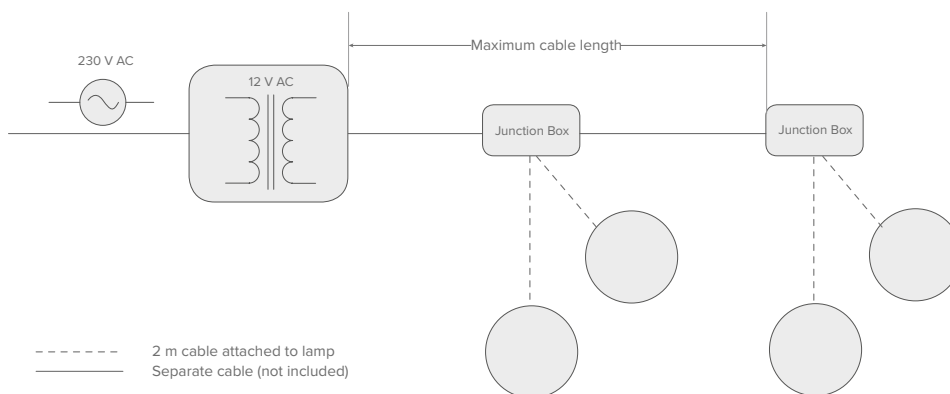 Maximum cable length
230 V AC
12 V AC
Junction Box
Junction Box
2 m cable attached to lamp
Separate cable (not included)